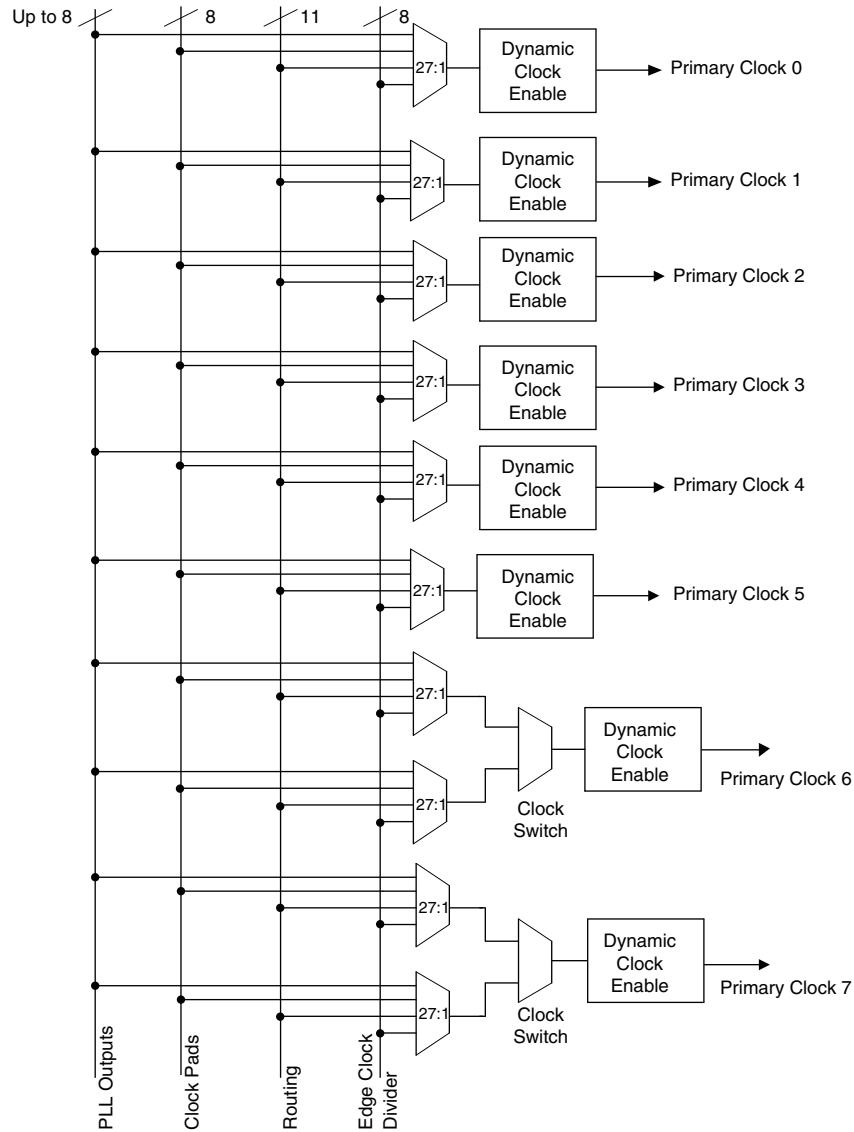 Up to 8
8
11
8
27:1
Dynamic
Clock
Enable
Primary Clock 0
27:1
Dynamic
Clock
Enable
Primary Clock 1
27:1
Dynamic
Clock
Enable
Primary Clock 2
27:1
Dynamic
Clock
Enable
Primary Clock 3
27:1
Dynamic
Clock
Enable
Primary Clock 4
27:1
Dynamic
Clock
Enable
Primary Clock 5
27:1
27:1
Clock
Switch
Dynamic
Clock
Enable
Primary Clock 6
27:1
27:1
Clock
Switch
Dynamic
Clock
Enable
Primary Clock 7
PLL Outputs
Clock Pads
Routing
Edge Clock
Divider